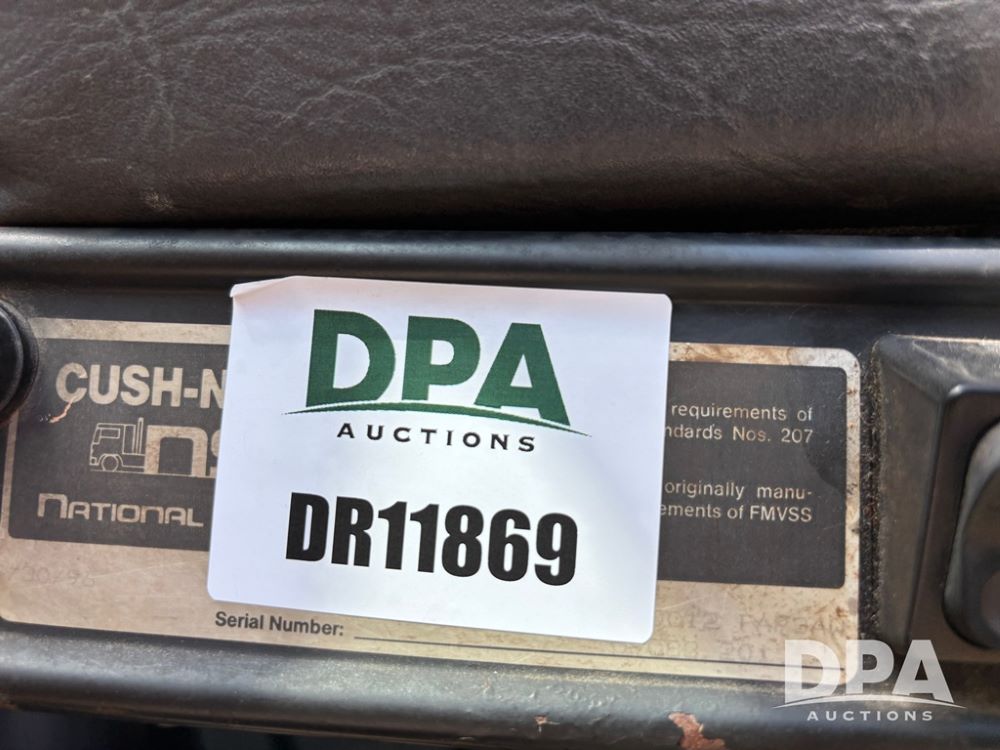 DPA
AUCTIONS
DR11869
CUSH-N
ns
NATIONAL
requirements of
ndards Nos. 207
originally manu-
ements of FMVSS
Serial Number:
DPA
AUCTIONS